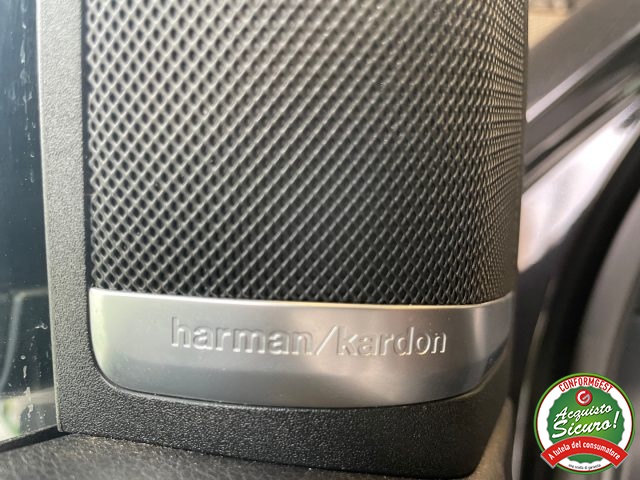 harman/kardon
CONFORMGEST
Acquisto
Sicuro!
A tutela del consumatore